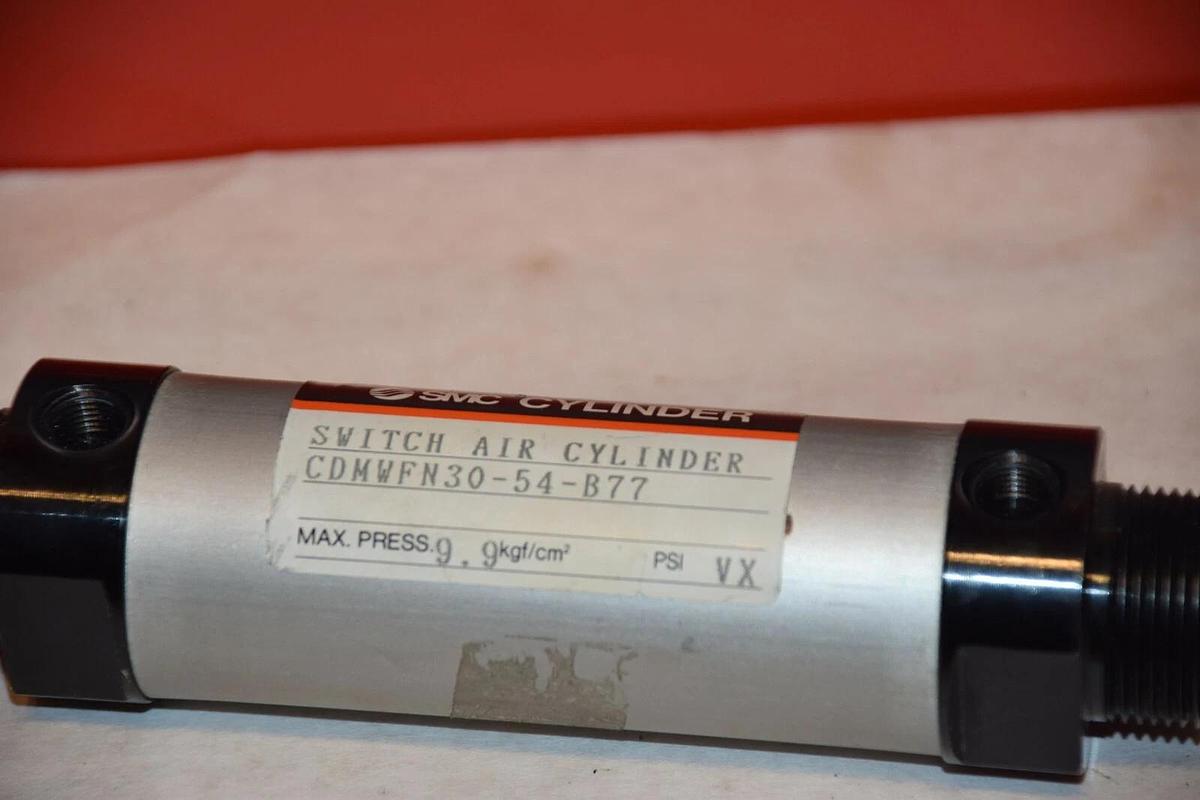 SMC CYLINDER
SWITCH AIR CYLINDER
CDMWFN30-54-B77
MAX. PRESS. 9.9 kgf/cm² PSI VX